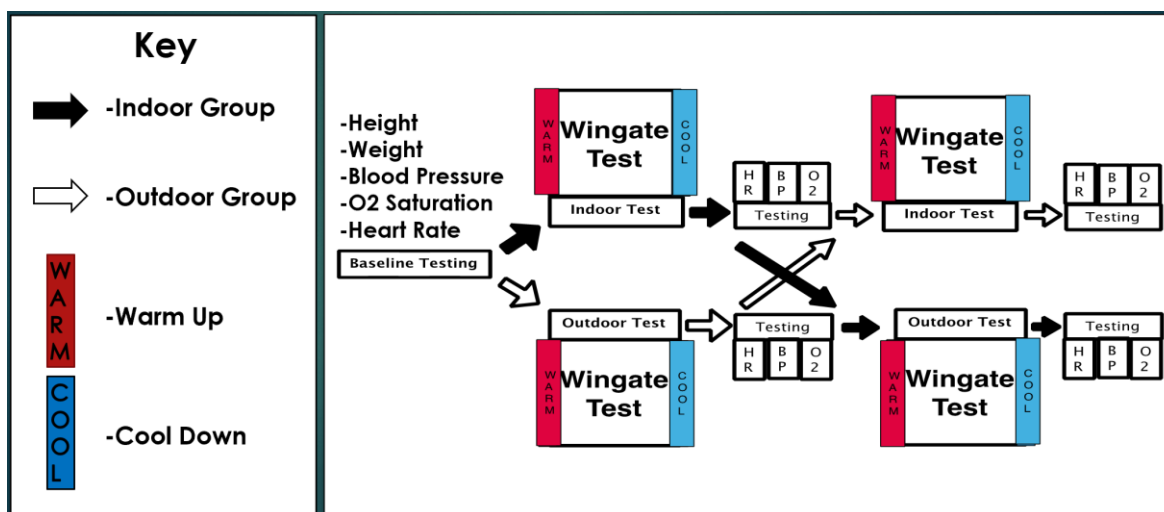 Key
-Indoor Group
-Outdoor Group
WARM
-Warm Up
COOL
-Cool Down
-Height
-Weight
-Blood Pressure
-O2 Saturation
-Heart Rate
Baseline Testing
WARM
Wingate
Test
COOL
Indoor Test
HR
BP
O2
Testing
WARM
Wingate
Test
COOL
Indoor Test
HR
BP
O2
Testing
Outdoor Test
WARM
Wingate
Test
COOL
Testing
HR
BP
O2
Outdoor Test
WARM
Wingate
Test
COOL
Testing
HR
BP
O2